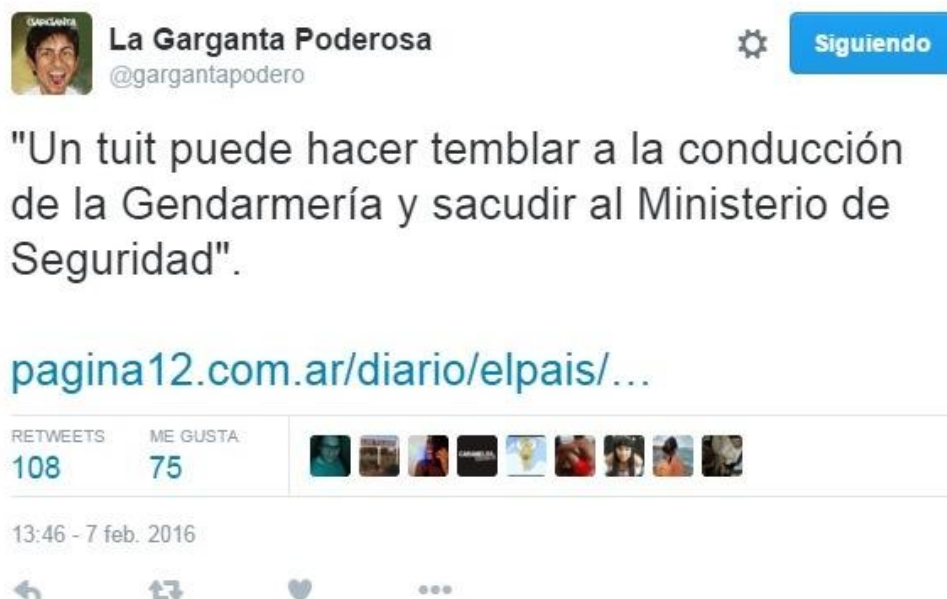 La Garganta Poderosa
@gargantapodero
Siguiendo
"Un tuit puede hacer temblar a la conducción
de la Gendarmería y sacudir al Ministerio de
Seguridad".
pagina12.com.ar/diario/elpais/...
RETWEETS ME GUSTA
108 75
13:46 - 7 feb. 2016